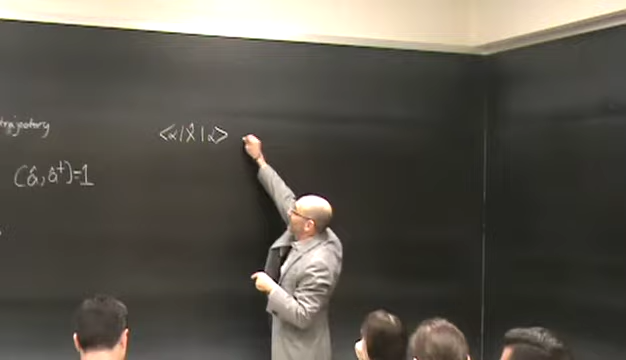 trajectory
<α|x̂|α>
(â,â†)=1